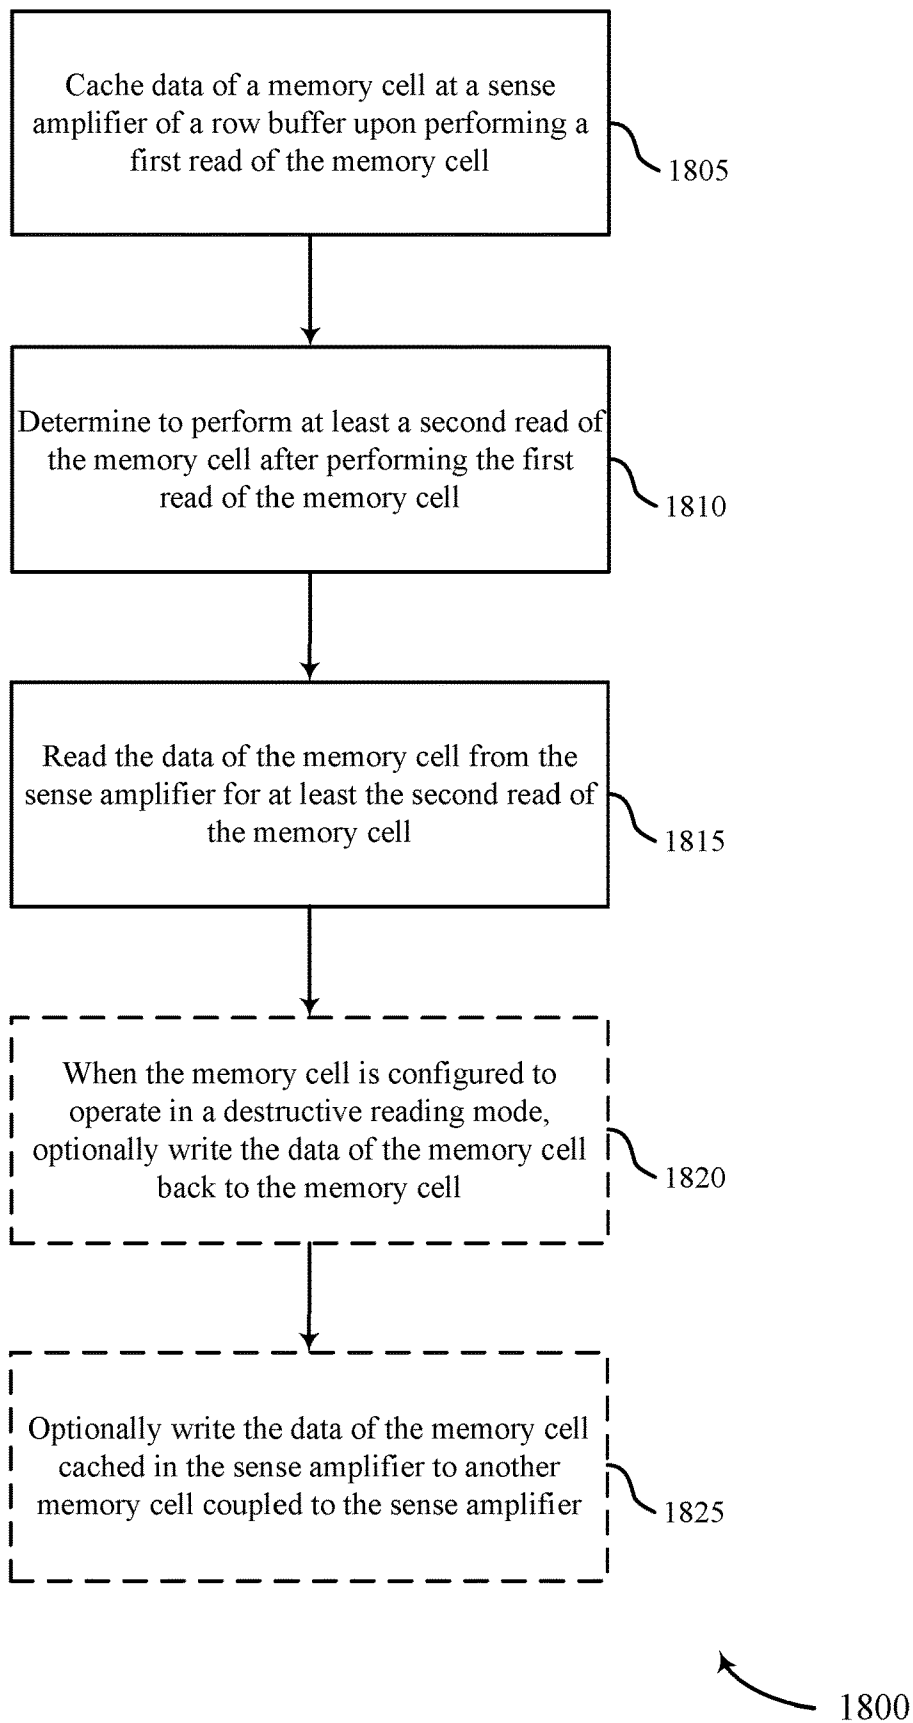 Cache data of a memory cell at a sense
amplifier of a row buffer upon performing a
first read of the memory cell
1805
Determine to perform at least a second read of
the memory cell after performing the first
read of the memory cell
1810
Read the data of the memory cell from the
sense amplifier for at least the second read of
the memory cell
1815
When the memory cell is configured to
operate in a destructive reading mode,
optionally write the data of the memory cell
back to the memory cell
1820
Optionally write the data of the memory cell
cached in the sense amplifier to another
memory cell coupled to the sense amplifier
1825
1800